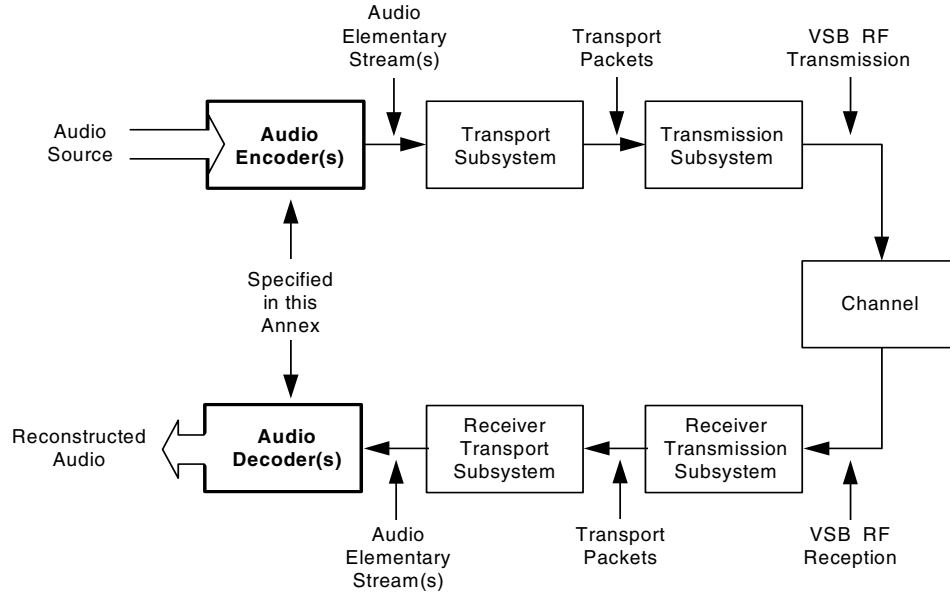 Audio
Elementary
Stream(s)
Transport
Packets
VSB RF
Transmission
Audio
Source
Audio
Encoder(s)
Transport
Subsystem
Transmission
Subsystem
Specified
in this
Annex
Channel
Reconstructed
Audio
Audio
Decoder(s)
Receiver
Transport
Subsystem
Receiver
Transmission
Subsystem
Audio
Elementary
Stream(s)
Transport
Packets
VSB RF
Reception